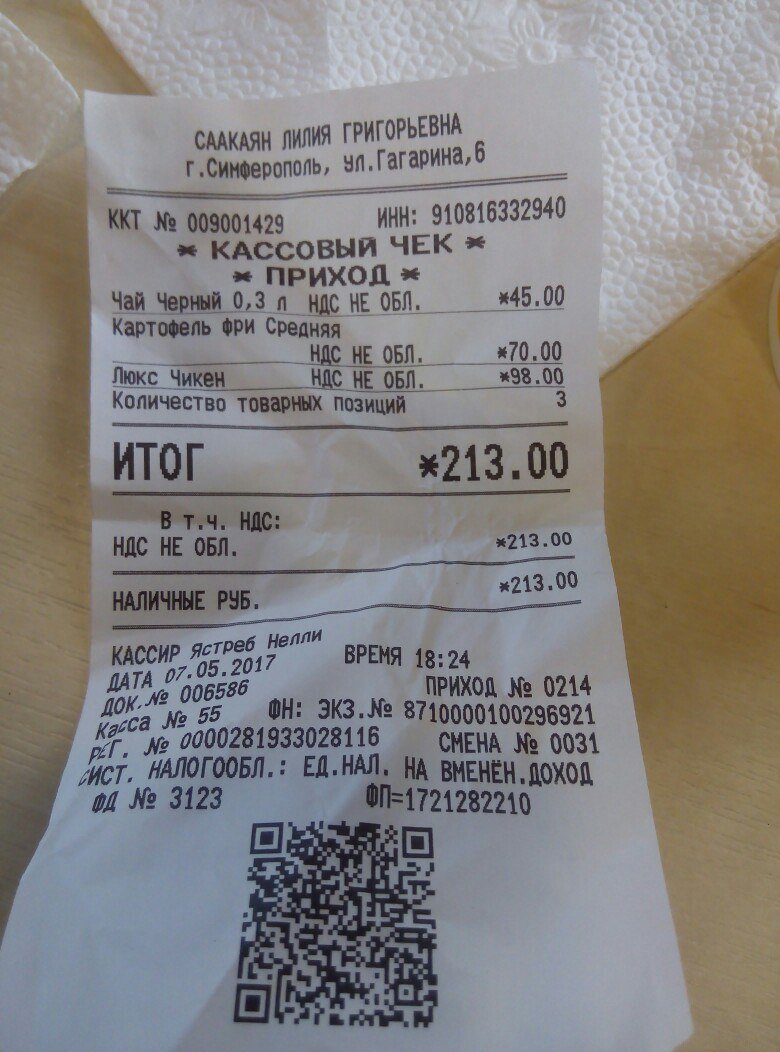 СААКАЯН ЛИЛИЯ ГРИГОРЬЕВНА
г.Симферополь, ул.Гагарина,6
ККТ № 009001429 ИНН: 910816332940
* КАССОВЫЙ ЧЕК *
* ПРИХОД *
Чай Черный 0,3 л НДС НЕ ОБЛ. *45.00
Картофель фри Средняя
НДС НЕ ОБЛ. *70.00
Люкс Чикен НДС НЕ ОБЛ. *98.00
Количество товарных позиций 3
ИТОГ *213.00
В т.ч. НДС:
НДС НЕ ОБЛ. *213.00
НАЛИЧНЫЕ РУБ. *213.00
КАССИР Ястреб Нелли
ДАТА 07.05.2017 ВРЕМЯ 18:24
ДОК.№ 006586 ПРИХОД № 0214
Касса № 55 ФН: ЭКЗ.№ 8710000100296921
РЕГ. № 0000281933028116 СМЕНА № 0031
СИСТ. НАЛОГООБЛ.: ЕД.НАЛ. НА ВМЕНЁН.ДОХОД
ФД № 3123 ФП=1721282210